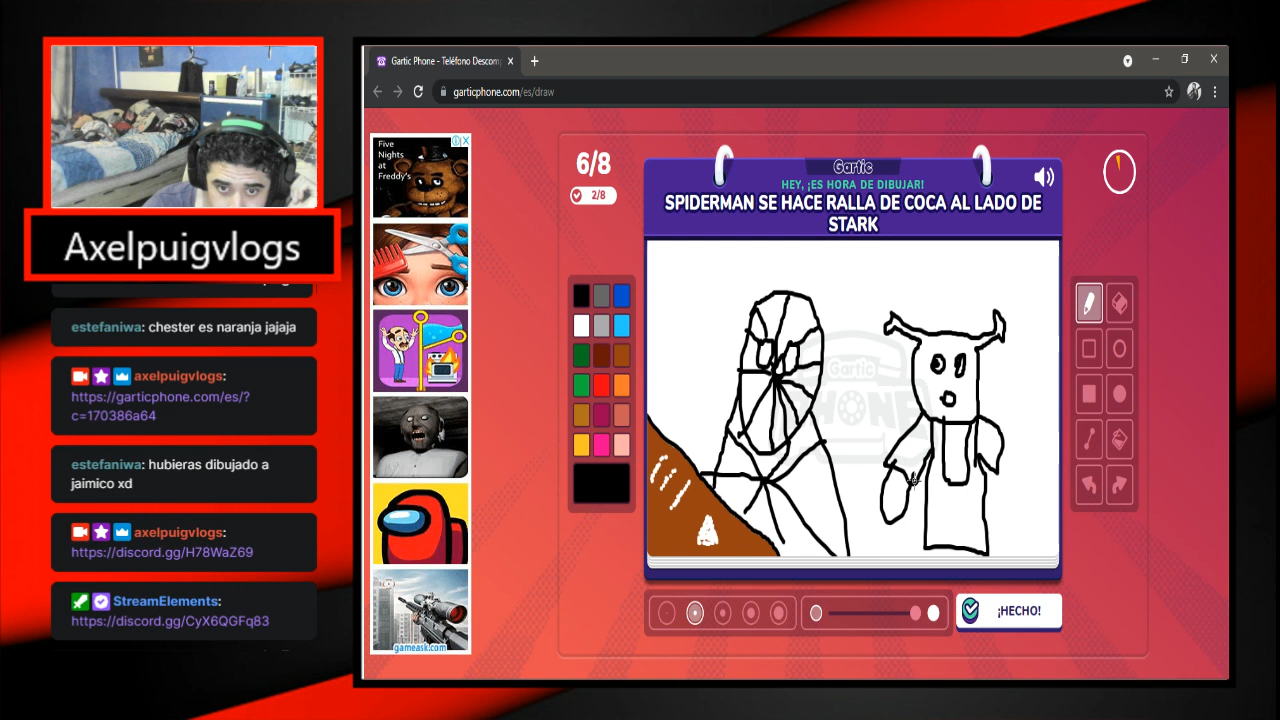 Axelpuigvlogs
estefaniwa: chester es naranja jajaja
axelpuigvlogs:
https://garticphone.com/es/?
c=170386a64
estefaniwa: hubieras dibujado a
jaimico xd
axelpuigvlogs:
https://discord.gg/H78WaZ69
StreamElements:
https://discord.gg/CyX6QGFq83
Gartic Phone - Teléfono Descomp
garticphone.com/es/draw
Five
Nights
at
Freddy's
gameask.com
6/8
2/8
Gartic
HEY, ¡ES HORA DE DIBUJAR!
SPIDERMAN SE HACE RALLA DE COCA AL LADO DE
STARK
Gartic
PHONE
¡HECHO!